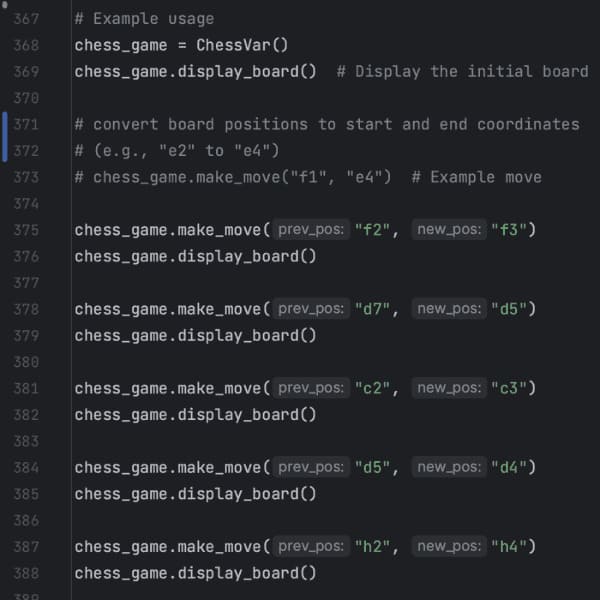 367 # Example usage
368 chess_game = ChessVar()
369 chess_game.display_board()  # Display the initial board
370
371 # convert board positions to start and end coordinates
372 # (e.g., "e2" to "e4")
373 # chess_game.make_move("f1", "e4")  # Example move
374
375 chess_game.make_move( prev_pos: "f2", new_pos: "f3")
376 chess_game.display_board()
377
378 chess_game.make_move( prev_pos: "d7", new_pos: "d5")
379 chess_game.display_board()
380
381 chess_game.make_move( prev_pos: "c2", new_pos: "c3")
382 chess_game.display_board()
383
384 chess_game.make_move( prev_pos: "d5", new_pos: "d4")
385 chess_game.display_board()
386
387 chess_game.make_move( prev_pos: "h2", new_pos: "h4")
388 chess_game.display_board()